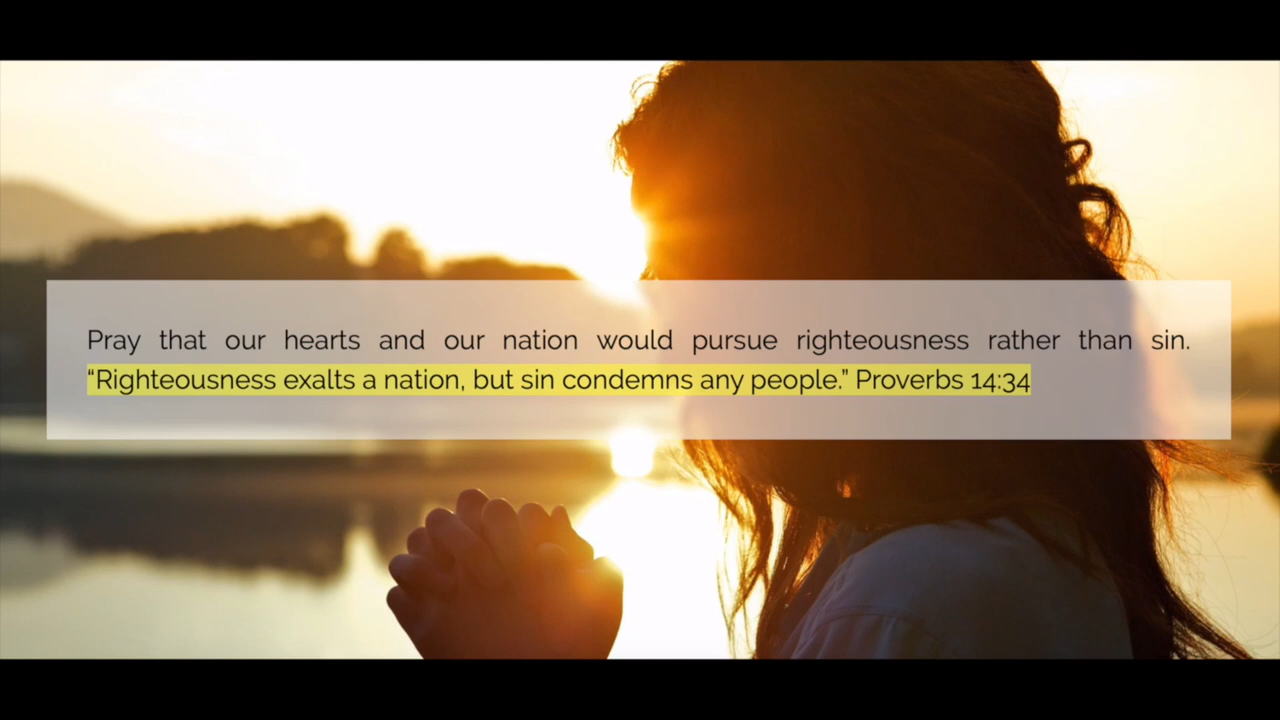 Pray that our hearts and our nation would pursue righteousness rather than sin.
“Righteousness exalts a nation, but sin condemns any people.” Proverbs 14:34